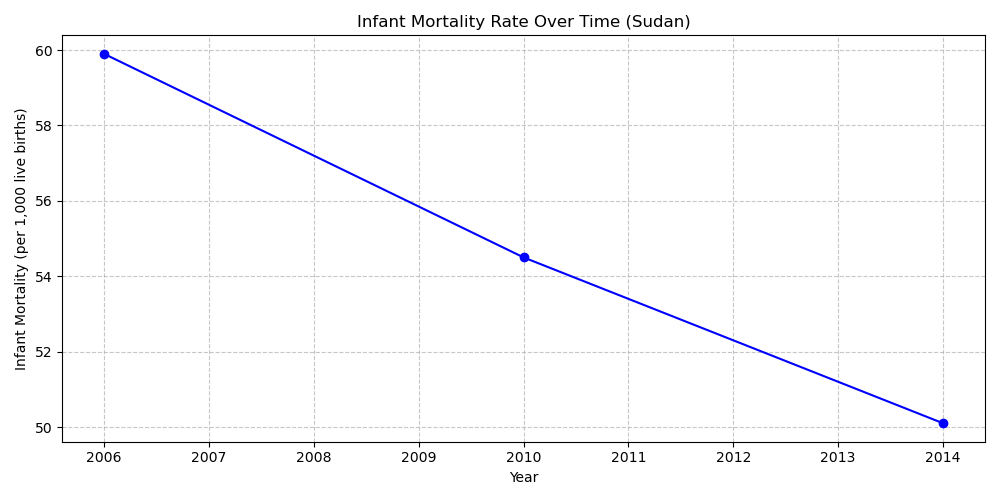 Infant Mortality Rate Over Time (Sudan)
Infant Mortality (per 1,000 live births)
60
58
56
54
52
50
2006 2007 2008 2009 2010 2011 2012 2013 2014
Year